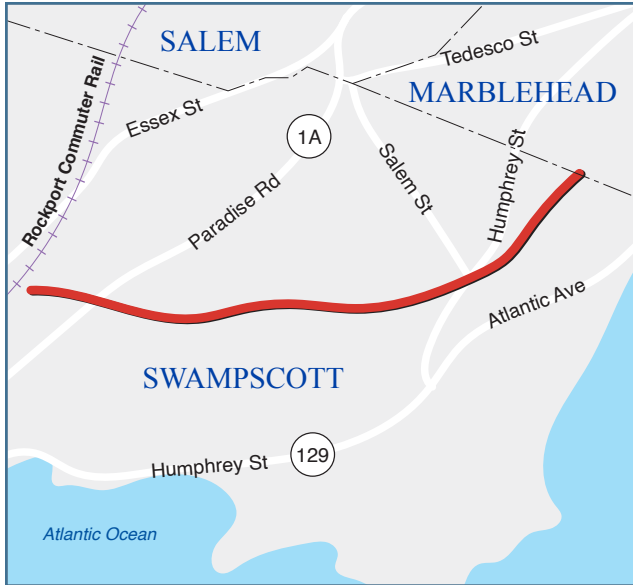 SALEM
Tedesco St
MARBLEHEAD
Essex St
Rockport Commuter Rail
1A
Salem St
Humphrey St
Paradise Rd
Atlantic Ave
SWAMPSCOTT
Humphrey St
129
Atlantic Ocean